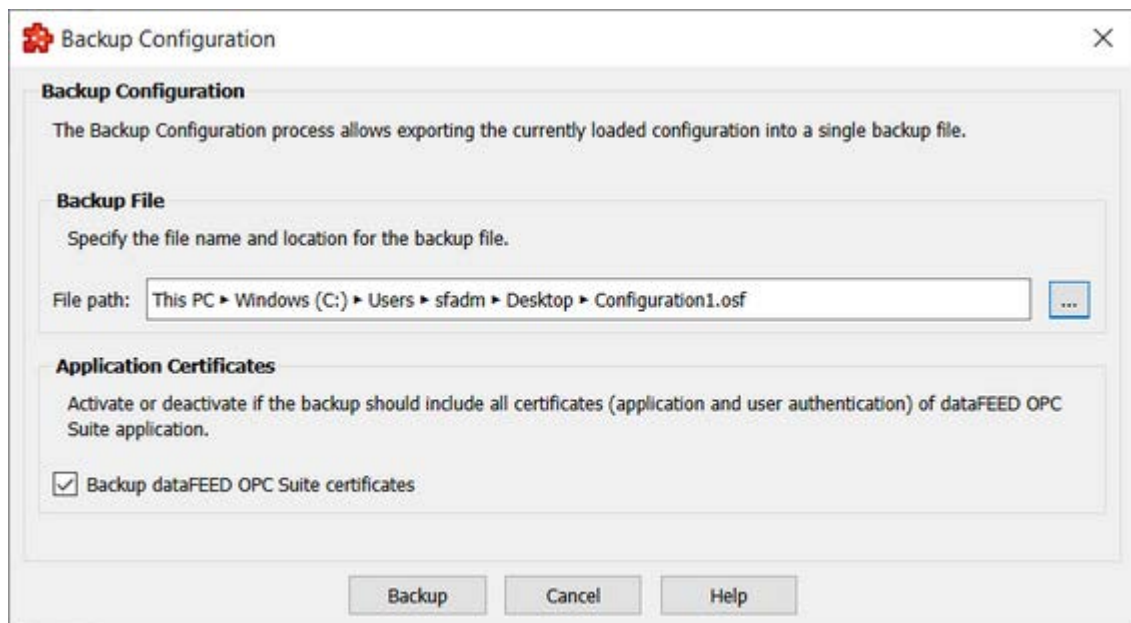 Backup Configuration
Backup Configuration
The Backup Configuration process allows exporting the currently loaded configuration into a single backup file.
Backup File
Specify the file name and location for the backup file.
File path: This PC ▸ Windows (C:) ▸ Users ▸ sfadm ▸ Desktop ▸ Configuration1.osf ...
Application Certificates
Activate or deactivate if the backup should include all certificates (application and user authentication) of dataFEED OPC
Suite application.
Backup dataFEED OPC Suite certificates
Backup Cancel Help